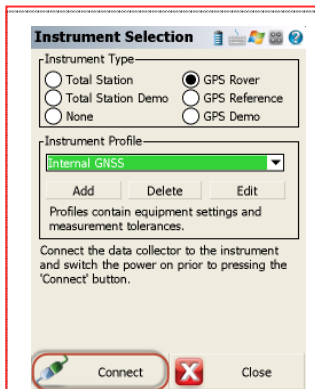 Instrument Selection
Instrument Type
Total Station
GPS Rover
Total Station Demo
GPS Reference
None
GPS Demo
Instrument Profile
Internal GNSS
Add
Delete
Edit
Profiles contain equipment settings and
measurement tolerances.
Connect the data collector to the instrument
and switch the power on prior to pressing the
'Connect' button.
Connect
Close